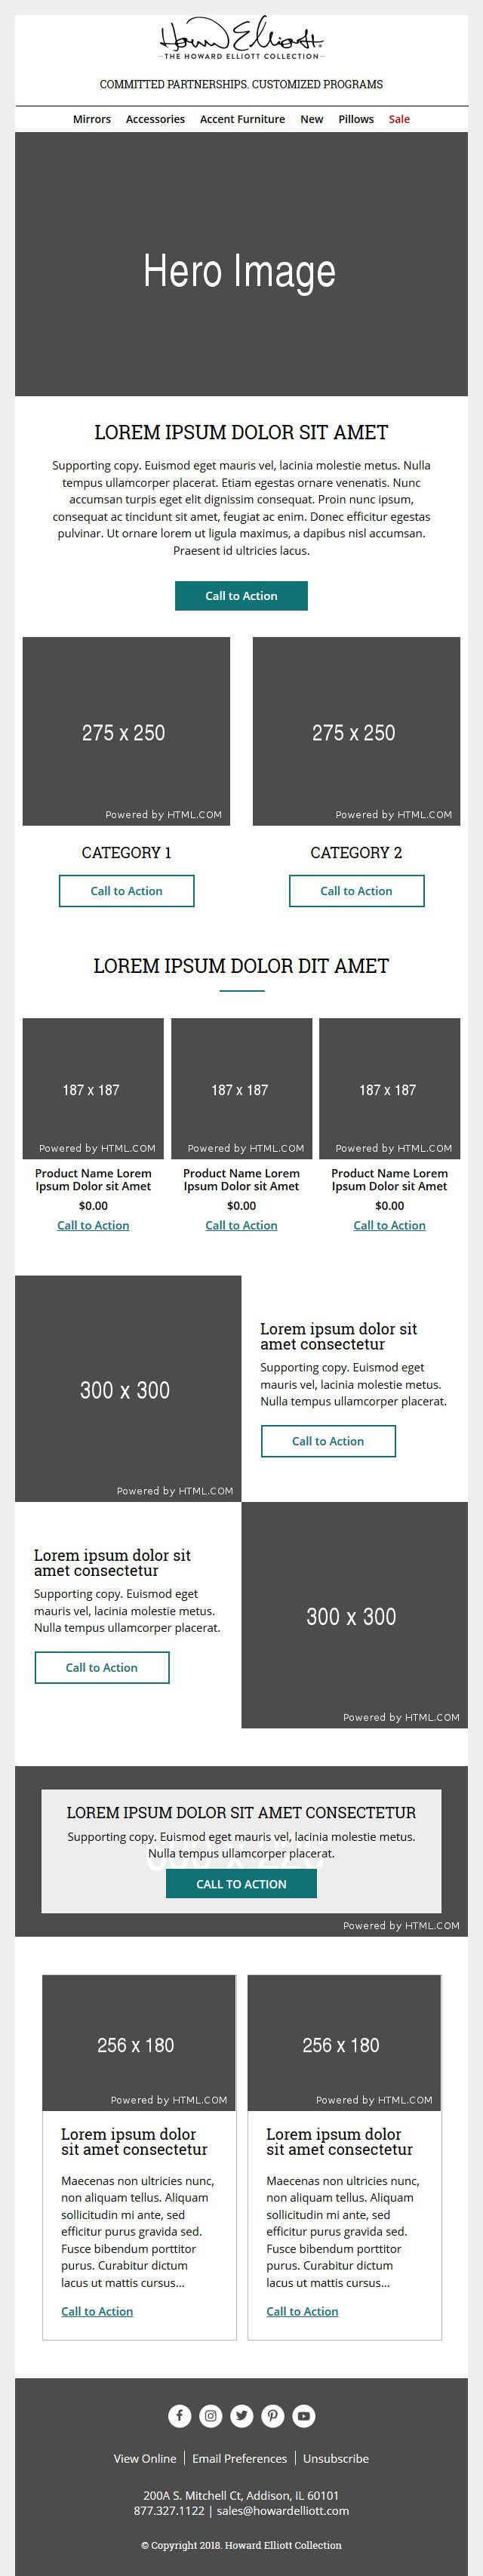 Howard Elliott
THE HOWARD ELLIOTT COLLECTION
COMMITTED PARTNERSHIPS. CUSTOMIZED PROGRAMS
Mirrors Accessories Accent Furniture New Pillows Sale
Hero Image
LOREM IPSUM DOLOR SIT AMET
Supporting copy. Euismod eget mauris vel, lacinia molestie metus. Nulla
tempus ullamcorper placerat. Etiam egestas ornare venenatis. Nunc
accumsan turpis eget elit dignissim consequat. Proin nunc ipsum,
consequat ac tincidunt sit amet, feugiat ac enim. Donec efficitur egestas
pulvinar. Ut ornare lorem ut ligula maximus, a dapibus nisl accumsan.
Praesent id ultricies lacus.
Call to Action
275 x 250
Powered by HTML.COM
CATEGORY 1
Call to Action
275 x 250
Powered by HTML.COM
CATEGORY 2
Call to Action
LOREM IPSUM DOLOR DIT AMET
187 x 187
Powered by HTML.COM
Product Name Lorem
Ipsum Dolor sit Amet
$0.00
Call to Action
187 x 187
Powered by HTML.COM
Product Name Lorem
Ipsum Dolor sit Amet
$0.00
Call to Action
187 x 187
Powered by HTML.COM
Product Name Lorem
Ipsum Dolor sit Amet
$0.00
Call to Action
300 x 300
Powered by HTML.COM
Lorem ipsum dolor sit
amet consectetur
Supporting copy. Euismod eget
mauris vel, lacinia molestie metus.
Nulla tempus ullamcorper placerat.
Call to Action
Lorem ipsum dolor sit
amet consectetur
Supporting copy. Euismod eget
mauris vel, lacinia molestie metus.
Nulla tempus ullamcorper placerat.
Call to Action
300 x 300
Powered by HTML.COM
LOREM IPSUM DOLOR SIT AMET CONSECTETUR
Supporting copy. Euismod eget mauris vel, lacinia molestie metus.
Nulla tempus ullamcorper placerat.
CALL TO ACTION
Powered by HTML.COM
256 x 180
Powered by HTML.COM
Lorem ipsum dolor
sit amet consectetur
Maecenas non ultricies nunc,
non aliquam tellus. Aliquam
sollicitudin mi ante, sed
efficitur purus gravida sed.
Fusce bibendum porttitor
purus. Curabitur dictum
lacus ut mattis cursus...
Call to Action
256 x 180
Powered by HTML.COM
Lorem ipsum dolor
sit amet consectetur
Maecenas non ultricies nunc,
non aliquam tellus. Aliquam
sollicitudin mi ante, sed
efficitur purus gravida sed.
Fusce bibendum porttitor
purus. Curabitur dictum
lacus ut mattis cursus...
Call to Action
View Online | Email Preferences | Unsubscribe
200A S. Mitchell Ct, Addison, IL 60101
877.327.1122 | sales@howardelliott.com
© Copyright 2018. Howard Elliott Collection